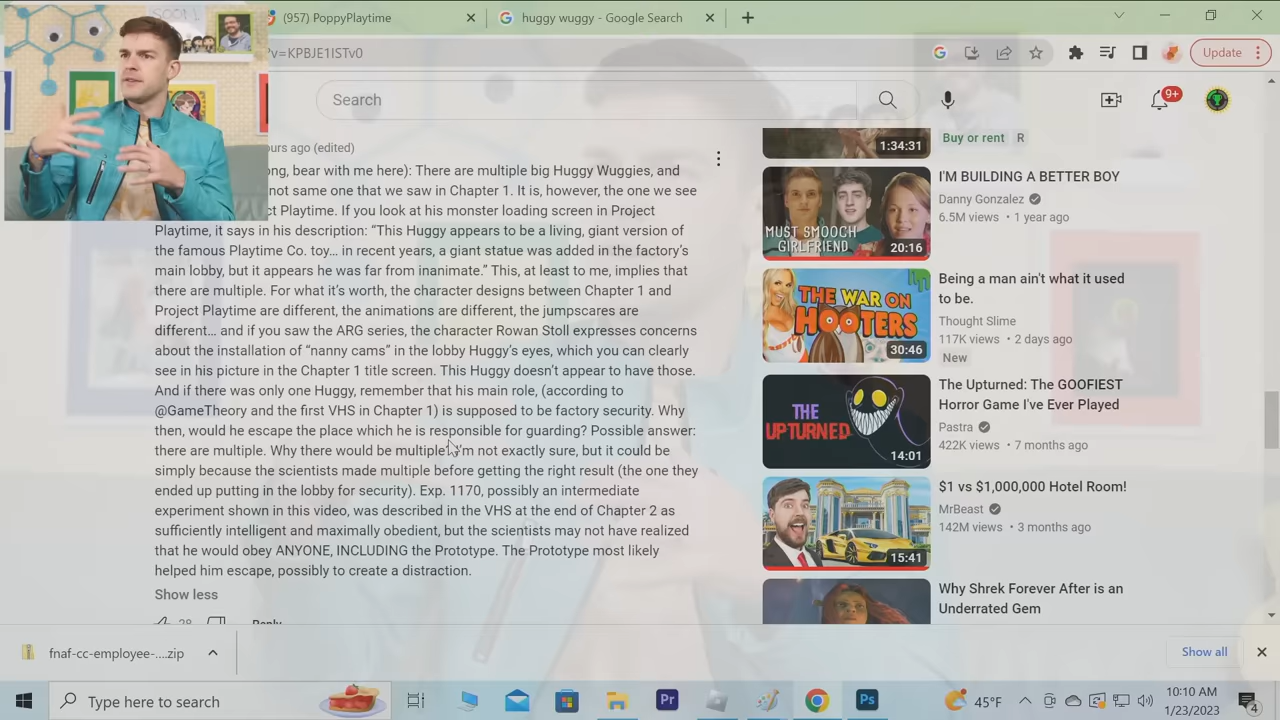 (957) PoppyPlaytime
huggy wuggy - Google Search
?v=KPBJE1ISTv0
Update
Search
9+
ours ago (edited)
ong, bear with me here): There are multiple big Huggy Wuggies, and
not same one that we saw in Chapter 1. It is, however, the one we see
ct Playtime. If you look at his monster loading screen in Project
Playtime, it says in his description: “This Huggy appears to be a living, giant version of
the famous Playtime Co. toy… in recent years, a giant statue was added in the factory’s
main lobby, but it appears he was far from inanimate.” This, at least to me, implies that
there are multiple. For what it’s worth, the character designs between Chapter 1 and
Project Playtime are different, the animations are different, the jumpscares are
different… and if you saw the ARG series, the character Rowan Stoll expresses concerns
about the installation of “nanny cams” in the lobby Huggy’s eyes, which you can clearly
see in his picture in the Chapter 1 title screen. This Huggy doesn’t appear to have those.
And if there was only one Huggy, remember that his main role, (according to
@GameTheory and the first VHS in Chapter 1) is supposed to be factory security. Why
then, would he escape the place which he is responsible for guarding? Possible answer:
there are multiple. Why there would be multiple I’m not exactly sure, but it could be
simply because the scientists made multiple before getting the right result (the one they
ended up putting in the lobby for security). Exp. 1170, possibly an intermediate
experiment shown in this video, was described in the VHS at the end of Chapter 2 as
sufficiently intelligent and maximally obedient, but the scientists may not have realized
that he would obey ANYONE, INCLUDING the Prototype. The Prototype most likely
helped him escape, possibly to create a distraction.
Show less
28
Reply
1:34:31
Buy or rent R
MUST SMOOCH
GIRLFRIEND
20:16
I'M BUILDING A BETTER BOY
Danny Gonzalez
6.5M views • 1 year ago
THE WAR ON
HOOTERS
30:46
Being a man ain't what it used
to be.
Thought Slime
117K views • 2 days ago
New
THE
UPTURNED
14:01
The Upturned: The GOOFIEST
Horror Game I've Ever Played
Pastra
422K views • 7 days ago
15:41
$1 vs $1,000,000 Hotel Room!
MrBeast
142M views • 3 months ago
Why Shrek Forever After is an
Underrated Gem
fnaf-cc-employee-....zip
Show all
Type here to search
Pr
Ps
45°F
10:10 AM
1/23/2023
4